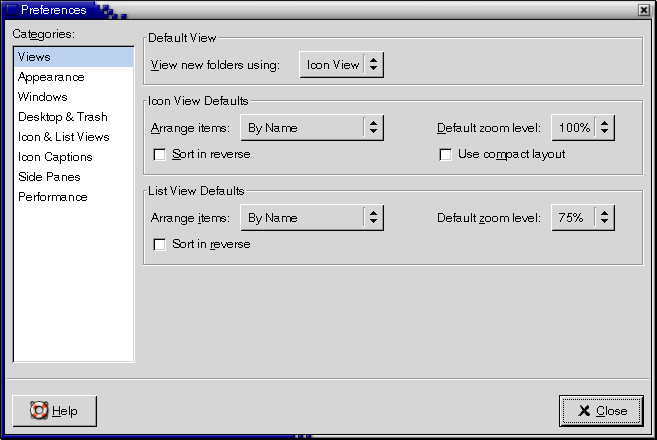 Preferences
Categories:
Views
Appearance
Windows
Desktop & Trash
Icon & List Views
Icon Captions
Side Panes
Performance
Default View
View new folders using: Icon View
Icon View Defaults
Arrange items: By Name Default zoom level: 100%
Sort in reverse Use compact layout
List View Defaults
Arrange items: By Name Default zoom level: 75%
Sort in reverse
Help Close